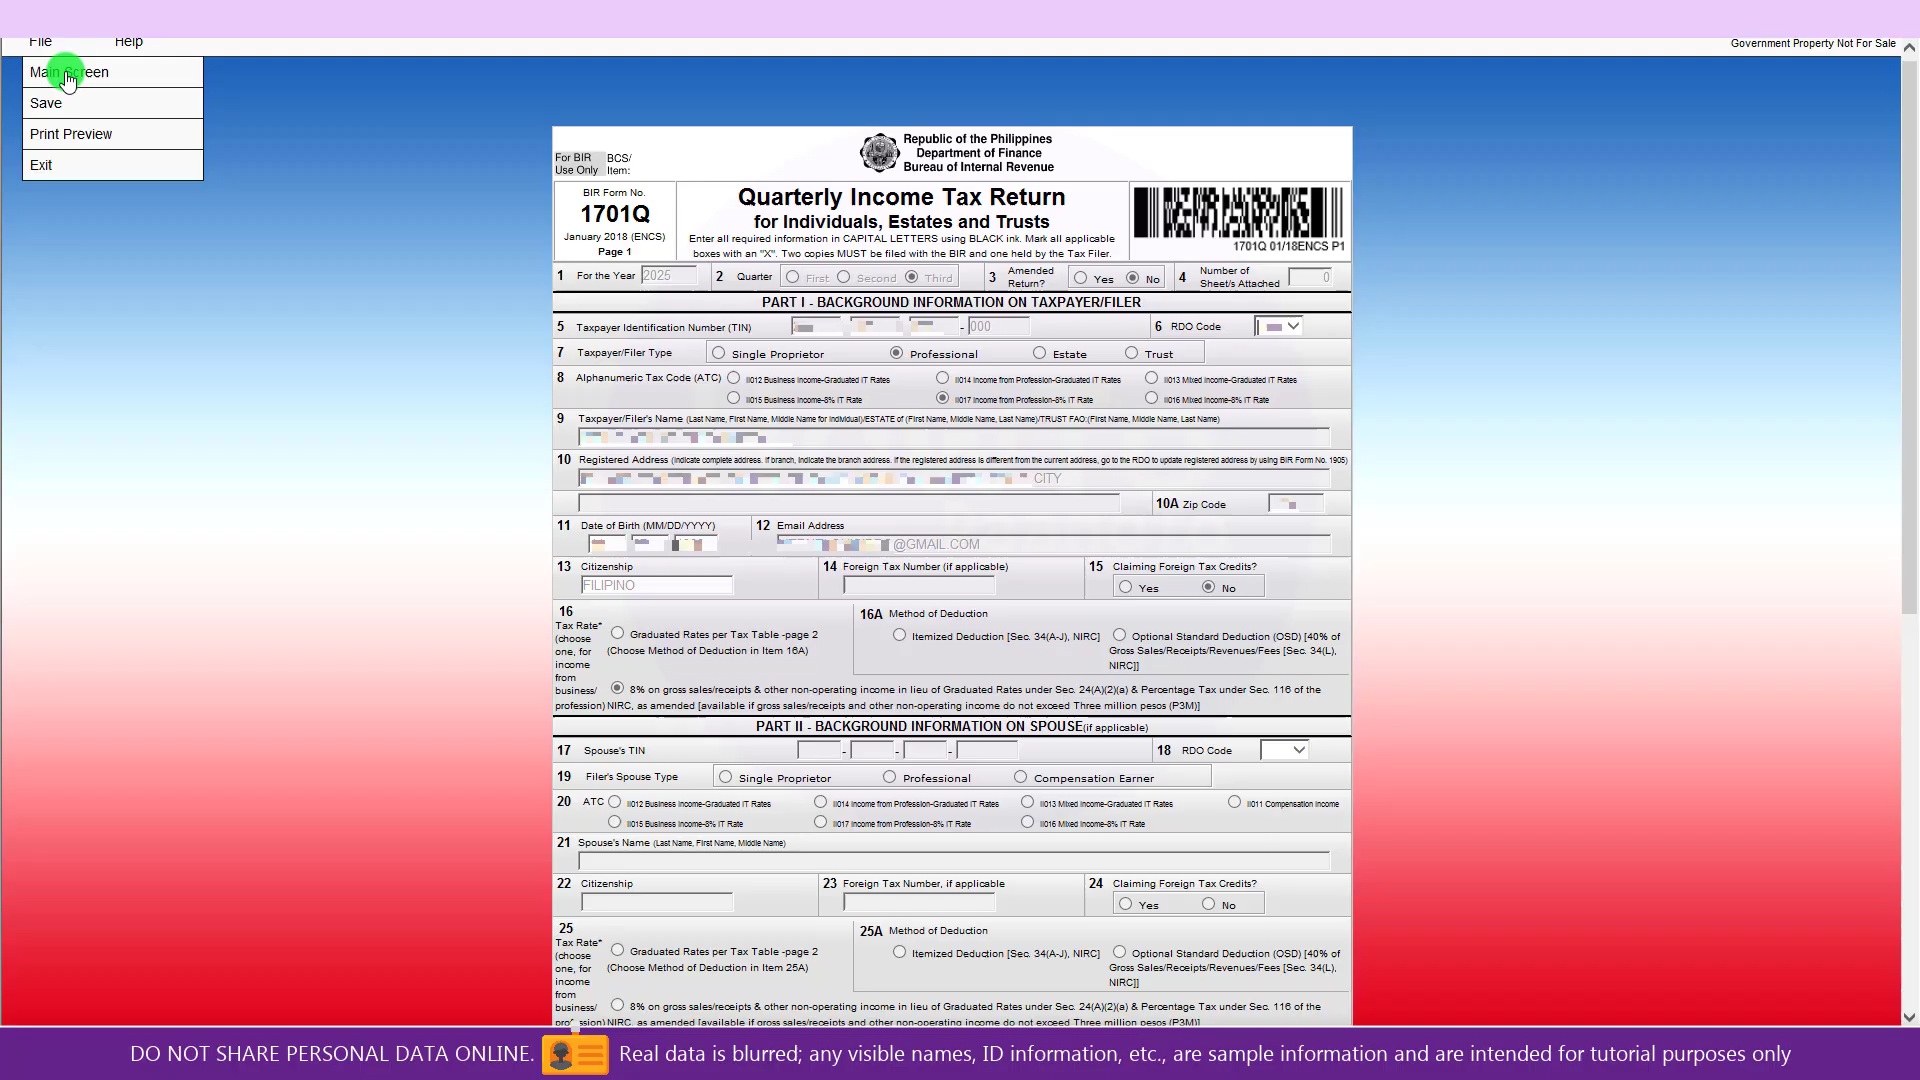 File Help
Government Property Not For Sale
Main Screen
Save
Print Preview
Exit
For BIR Use Only
BCS/ Item:
Republic of the Philippines
Department of Finance
Bureau of Internal Revenue
BIR Form No.
1701Q
January 2018 (ENCS)
Page 1
Quarterly Income Tax Return
for Individuals, Estates and Trusts
Enter all required information in CAPITAL LETTERS using BLACK ink. Mark all applicable
boxes with an "X". Two copies MUST be filed with the BIR and one held by the Tax Filer.
1701Q 01/18ENCS P1
1 For the Year 2025 2 Quarter First Second Third 3 Amended Return? Yes No 4 Number of Sheet/s Attached 0
PART I - BACKGROUND INFORMATION ON TAXPAYER/FILER
5 Taxpayer Identification Number (TIN) - 000 6 RDO Code
7 Taxpayer/Filer Type Single Proprietor Professional Estate Trust
8 Alphanumeric Tax Code (ATC) II012 Business Income-Graduated IT Rates II014 Income from Profession-Graduated IT Rates II013 Mixed Income-Graduated IT Rates
II015 Business Income-8% IT Rate II017 Income from Profession-8% IT Rate II016 Mixed Income-8% IT Rate
9 Taxpayer/Filer's Name (Last Name, First Name, Middle Name for Individual)/ESTATE of (First Name, Middle Name, Last Name)/TRUST FAO:(First Name, Middle Name, Last Name)
10 Registered Address (Indicate complete address. If branch, indicate the branch address. If the registered address is different from the current address, go to the RDO to update registered address by using BIR Form No. 1905)
CITY
10A Zip Code
11 Date of Birth (MM/DD/YYYY) 12 Email Address
@GMAIL.COM
13 Citizenship 14 Foreign Tax Number (if applicable) 15 Claiming Foreign Tax Credits?
FILIPINO Yes No
16 Tax Rate* (choose one, for income from business/ profession)
Graduated Rates per Tax Table -page 2
(Choose Method of Deduction in Item 16A)
16A Method of Deduction
Itemized Deduction [Sec. 34(A-J), NIRC]
Optional Standard Deduction (OSD) [40% of
Gross Sales/Receipts/Revenues/Fees [Sec. 34(L),
NIRC]]
8% on gross sales/receipts & other non-operating income in lieu of Graduated Rates under Sec. 24(A)(2)(a) & Percentage Tax under Sec. 116 of the
NIRC, as amended [available if gross sales/receipts and other non-operating income do not exceed Three million pesos (P3M)]
PART II - BACKGROUND INFORMATION ON SPOUSE(if applicable)
17 Spouse's TIN - - - 18 RDO Code
19 Filer's Spouse Type Single Proprietor Professional Compensation Earner
20 ATC II012 Business Income-Graduated IT Rates II014 Income from Profession-Graduated IT Rates II013 Mixed Income-Graduated IT Rates II011 Compensation Income
II015 Business Income-8% IT Rate II017 Income from Profession-8% IT Rate II016 Mixed Income-8% IT Rate
21 Spouse's Name (Last Name, First Name, Middle Name)
22 Citizenship 23 Foreign Tax Number, if applicable 24 Claiming Foreign Tax Credits?
Yes No
25 Tax Rate* (choose one, for income from business/ profession)
Graduated Rates per Tax Table -page 2
(Choose Method of Deduction in Item 25A)
25A Method of Deduction
Itemized Deduction [Sec. 34(A-J), NIRC]
Optional Standard Deduction (OSD) [40% of
Gross Sales/Receipts/Revenues/Fees [Sec. 34(L),
NIRC]]
8% on gross sales/receipts & other non-operating income in lieu of Graduated Rates under Sec. 24(A)(2)(a) & Percentage Tax under Sec. 116 of the
NIRC, as amended [available if gross sales/receipts and other non-operating income do not exceed Three million pesos (P3M)]
DO NOT SHARE PERSONAL DATA ONLINE. Real data is blurred; any visible names, ID information, etc., are sample information and are intended for tutorial purposes only